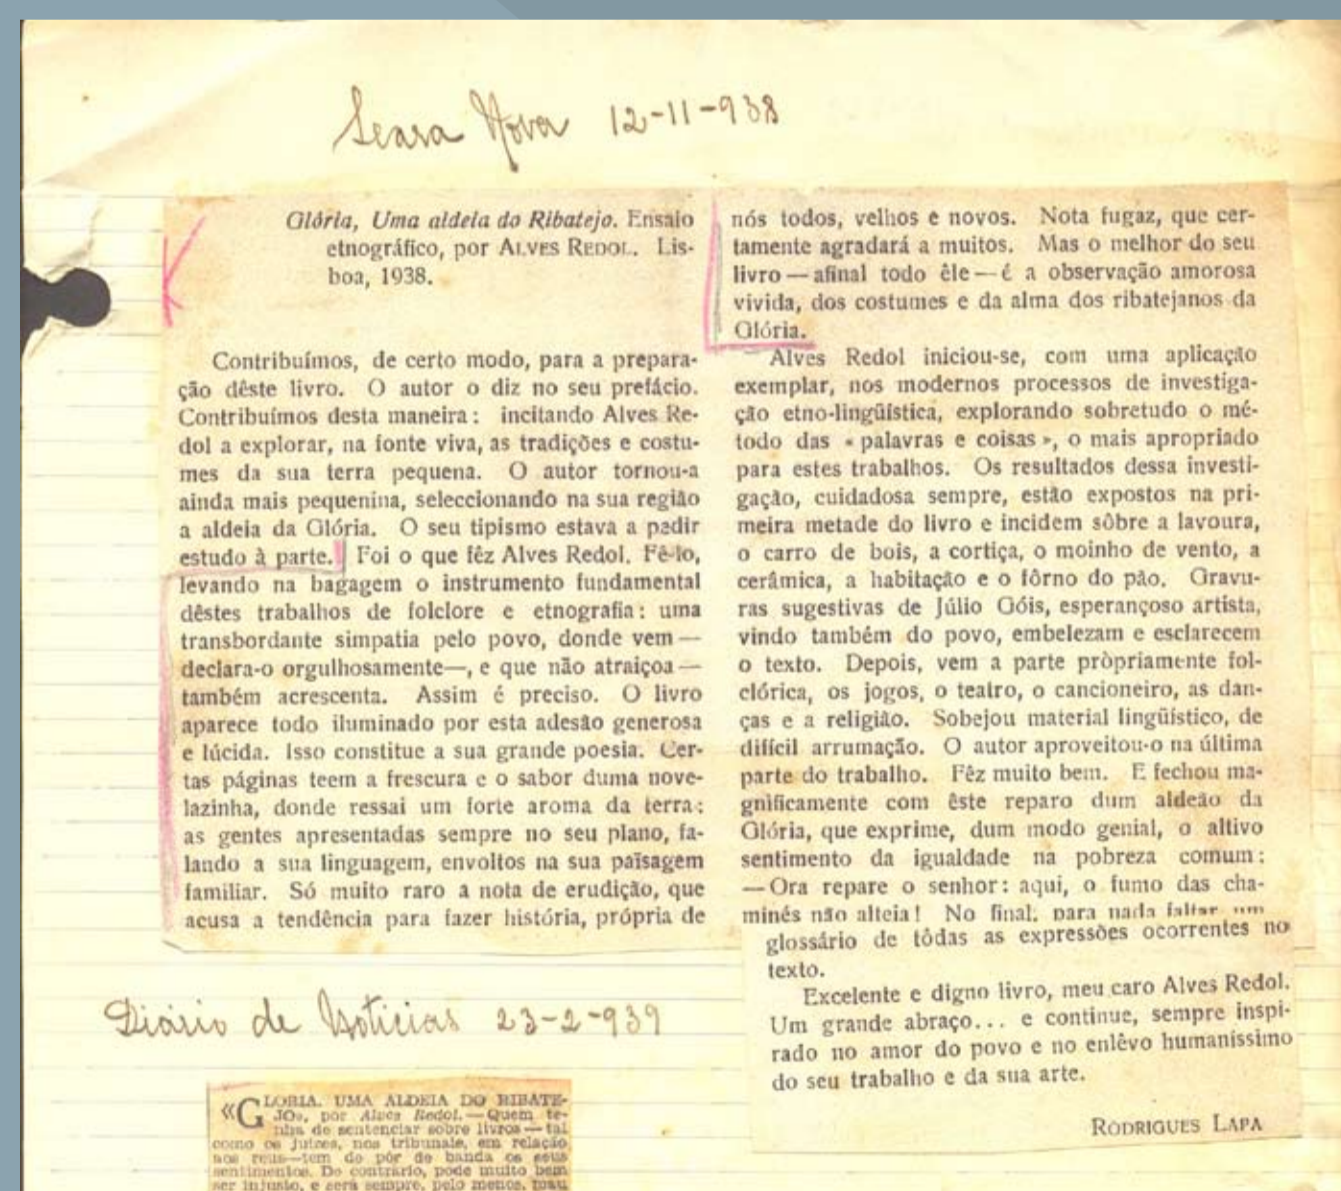 Seara Nova 12-11-938
Glória, Uma aldeia do Ribatejo. Ensaio
etnográfico, por ALVES REDOL. Lis-
boa, 1938.
Contribuímos, de certo modo, para a prepara-
ção dêste livro. O autor o diz no seu prefácio.
Contribuímos desta maneira: incitando Alves Re-
dol a explorar, na fonte viva, as tradições e costu-
mes da sua terra pequena. O autor tornou-a
ainda mais pequenina, seleccionando na sua região
a aldeia da Glória. O seu tipismo estava a pedir
estudo à parte. Foi o que fêz Alves Redol. Fê-lo,
levando na bagagem o instrumento fundamental
dêstes trabalhos de folclore e etnografia: uma
transbordante simpatia pelo povo, donde vem —
declara-o orgulhosamente—, e que não atraiçoa —
também acrescenta. Assim é preciso. O livro
aparece todo iluminado por esta adesão generosa
e lúcida. Isso constitue a sua grande poesia. Cer-
tas páginas teem a frescura e o sabor duma nove-
lazinha, donde ressai um forte aroma da terra:
as gentes apresentadas sempre no seu plano, fa-
lando a sua linguagem, envoltos na sua païsagem
familiar. Só muito raro a nota de erudição, que
acusa a tendência para fazer história, própria de
nós todos, velhos e novos. Nota fugaz, que cer-
tamente agradará a muitos. Mas o melhor do seu
livro — afinal todo êle — é a observação amorosa
vivida, dos costumes e da alma dos ribatejanos da
Glória.
Alves Redol iniciou-se, com uma aplicação
exemplar, nos modernos processos de investiga-
ção etno-lingüística, explorando sobretudo o mé-
todo das « palavras e coisas », o mais apropriado
para estes trabalhos. Os resultados dessa investi-
gação, cuidadosa sempre, estão expostos na pri-
meira metade do livro e incidem sôbre a lavoura,
o carro de bois, a cortiça, o moinho de vento, a
cerâmica, a habitação e o fôrno do pão. Gravu-
ras sugestivas de Júlio Góis, esperançoso artista,
vindo também do povo, embelezam e esclarecem
o texto. Depois, vem a parte pròpriamente fol-
clórica, os jogos, o teatro, o cancioneiro, as dan-
ças e a religião. Sobejou material lingüístico, de
difícil arrumação. O autor aproveitou-o na última
parte do trabalho. Fêz muito bem. E fechou ma-
gnificamente com êste reparo dum aldeão da
Glória, que exprime, dum modo genial, o altivo
sentimento da igualdade na pobreza comum:
— Ora repare o senhor: aqui, o fumo das cha-
minés não alteia! No final, para nada faltar um
glossário de tôdas as expressões ocorrentes no
texto.
Excelente e digno livro, meu caro Alves Redol.
Um grande abraço... e continue, sempre inspi-
rado no amor do povo e no enlêvo humaníssimo
do seu trabalho e da sua arte.
RODRIGUES LAPA
Diário de Noticias 23-2-939
«GLORIA. UMA ALDEIA DO RIBATE-
JO», por Alves Redol. — Quem te-
nha de sentenciar sobre livros — tal
como os juizes, nos tribunais, em relação
aos reus—tem de pôr de banda os seus
sentimentos. Do contrário, pode muito bem
ser injusto, e será sempre, pelo menos, mau